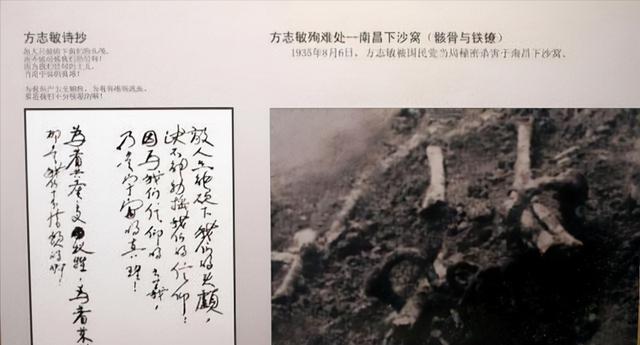 方志敏诗抄
敌人只能砍下我们的头颅，
决不能动摇我们的信仰！
因为我们信仰的主义，
乃是宇宙的真理！
为着共产主义牺牲，为着苏维埃流血，
那是我们十分情愿的啊！
方志敏殉难处--南昌下沙窝（骸骨与铁镣）
1935年8月6日，方志敏被国民党当局秘密杀害于南昌下沙窝。
敌人只能砍下我们的头颅，
决不能动摇我们的信仰！
因为我们信仰的主义，
乃是宇宙的真理！
为着共产主义牺牲，为着
那是我们十分情愿的啊！